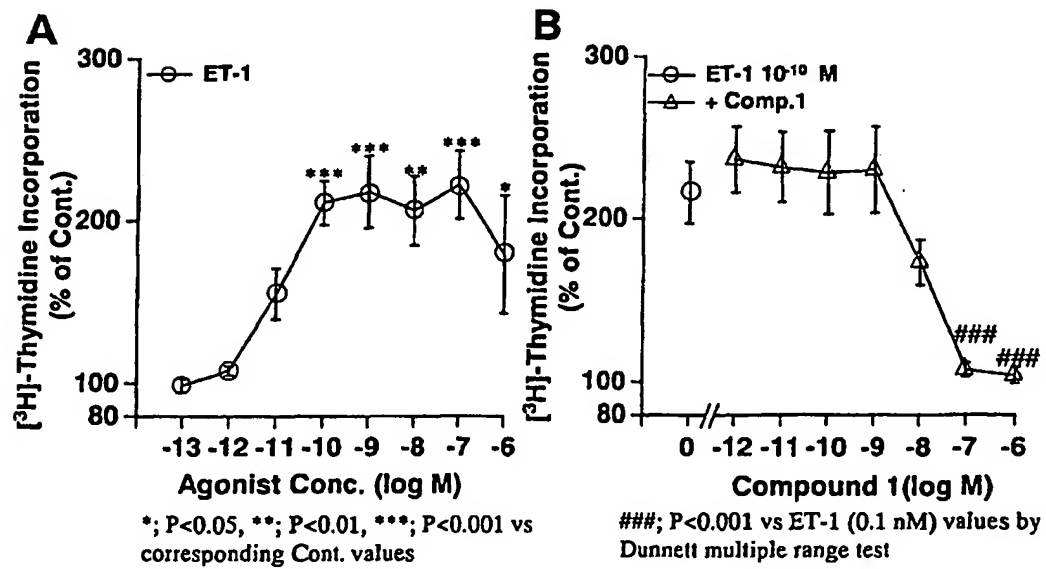 A
[³H]-Thymidine Incorporation
(% of Cont.)
300
200
100
80
ET-1
***
***
**
***
*
-13 -12 -11 -10 -9 -8 -7 -6
Agonist Conc. (log M)
*; P<0.05, **; P<0.01, ***; P<0.001 vs
corresponding Cont. values
B
[³H]-Thymidine Incorporation
(% of Cont.)
300
200
100
80
ET-1 10⁻¹⁰ M
+ Comp.1
###
###
0 -12 -11 -10 -9 -8 -7 -6
Compound 1(log M)
###; P<0.001 vs ET-1 (0.1 nM) values by
Dunnett multiple range test